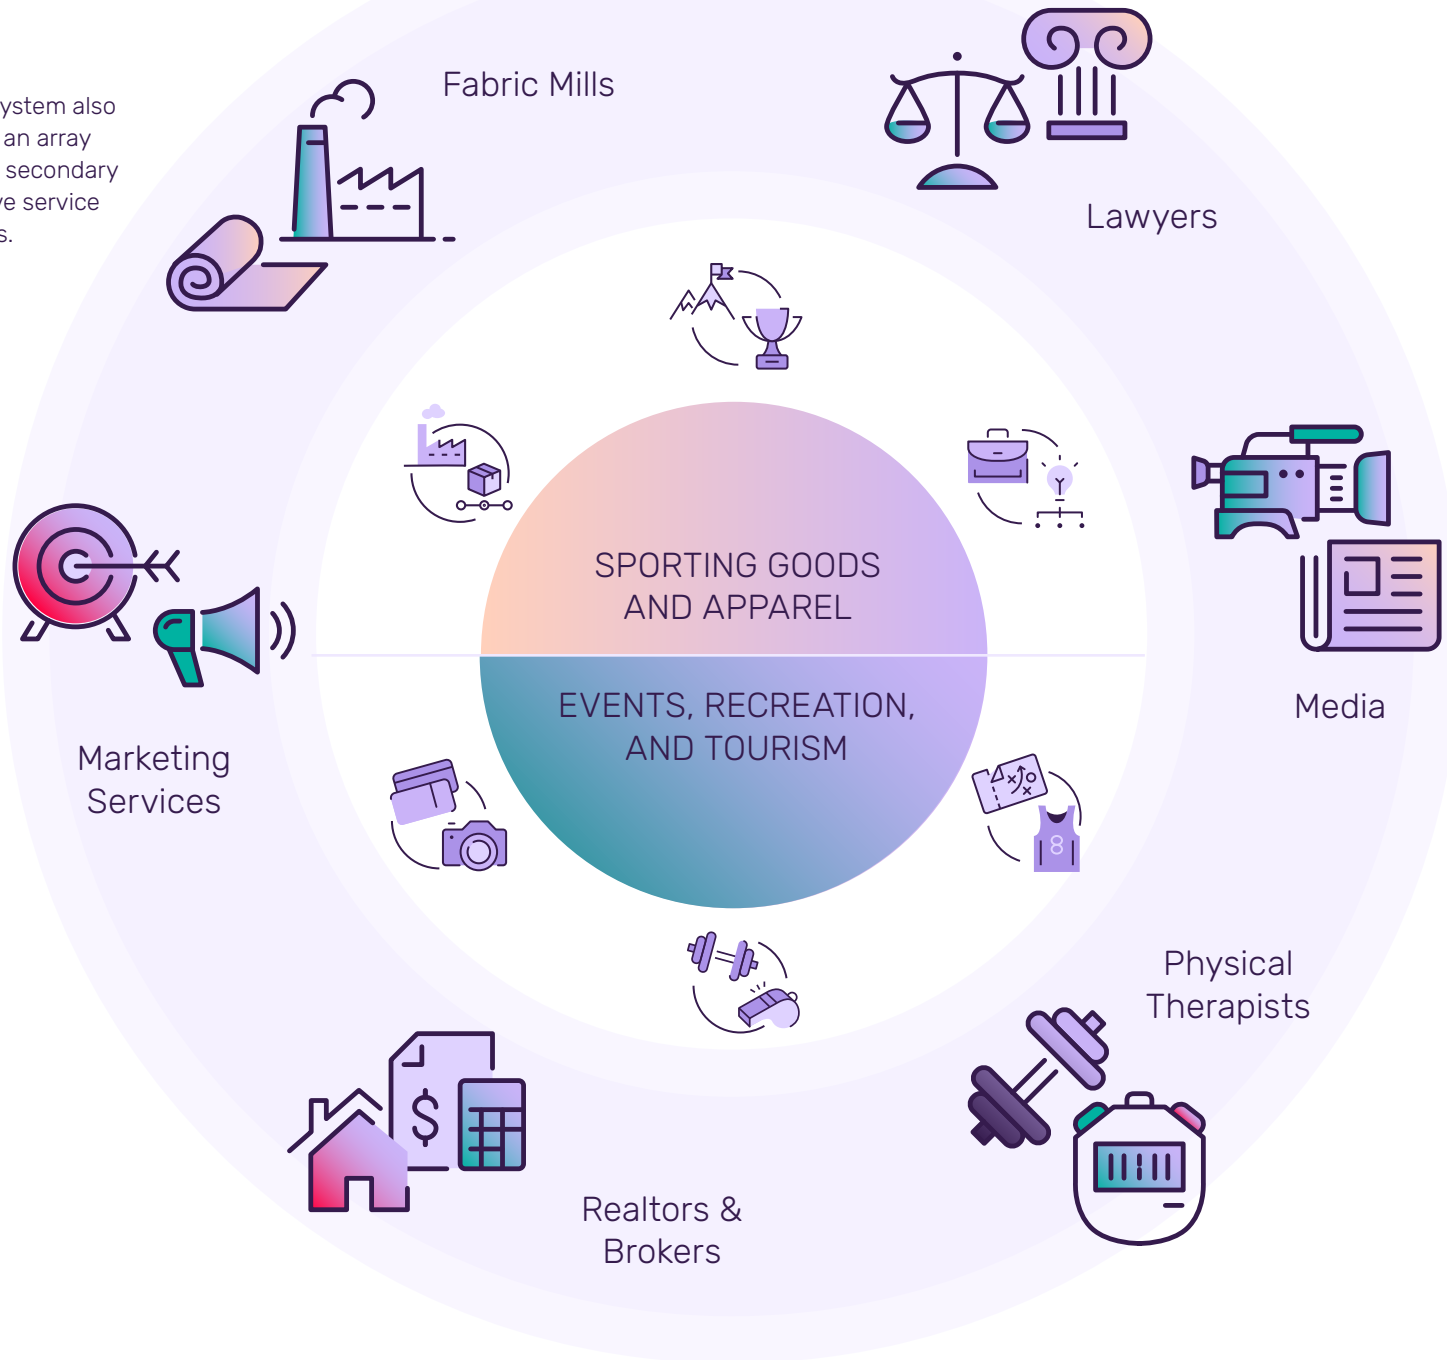 Fabric Mills
ystem also
an array
secondary
ve service
s.
Lawyers
SPORTING GOODS
AND APPAREL
EVENTS, RECREATION,
AND TOURISM
Media
Marketing
Services
8
Physical
Therapists
$
Realtors &
Brokers